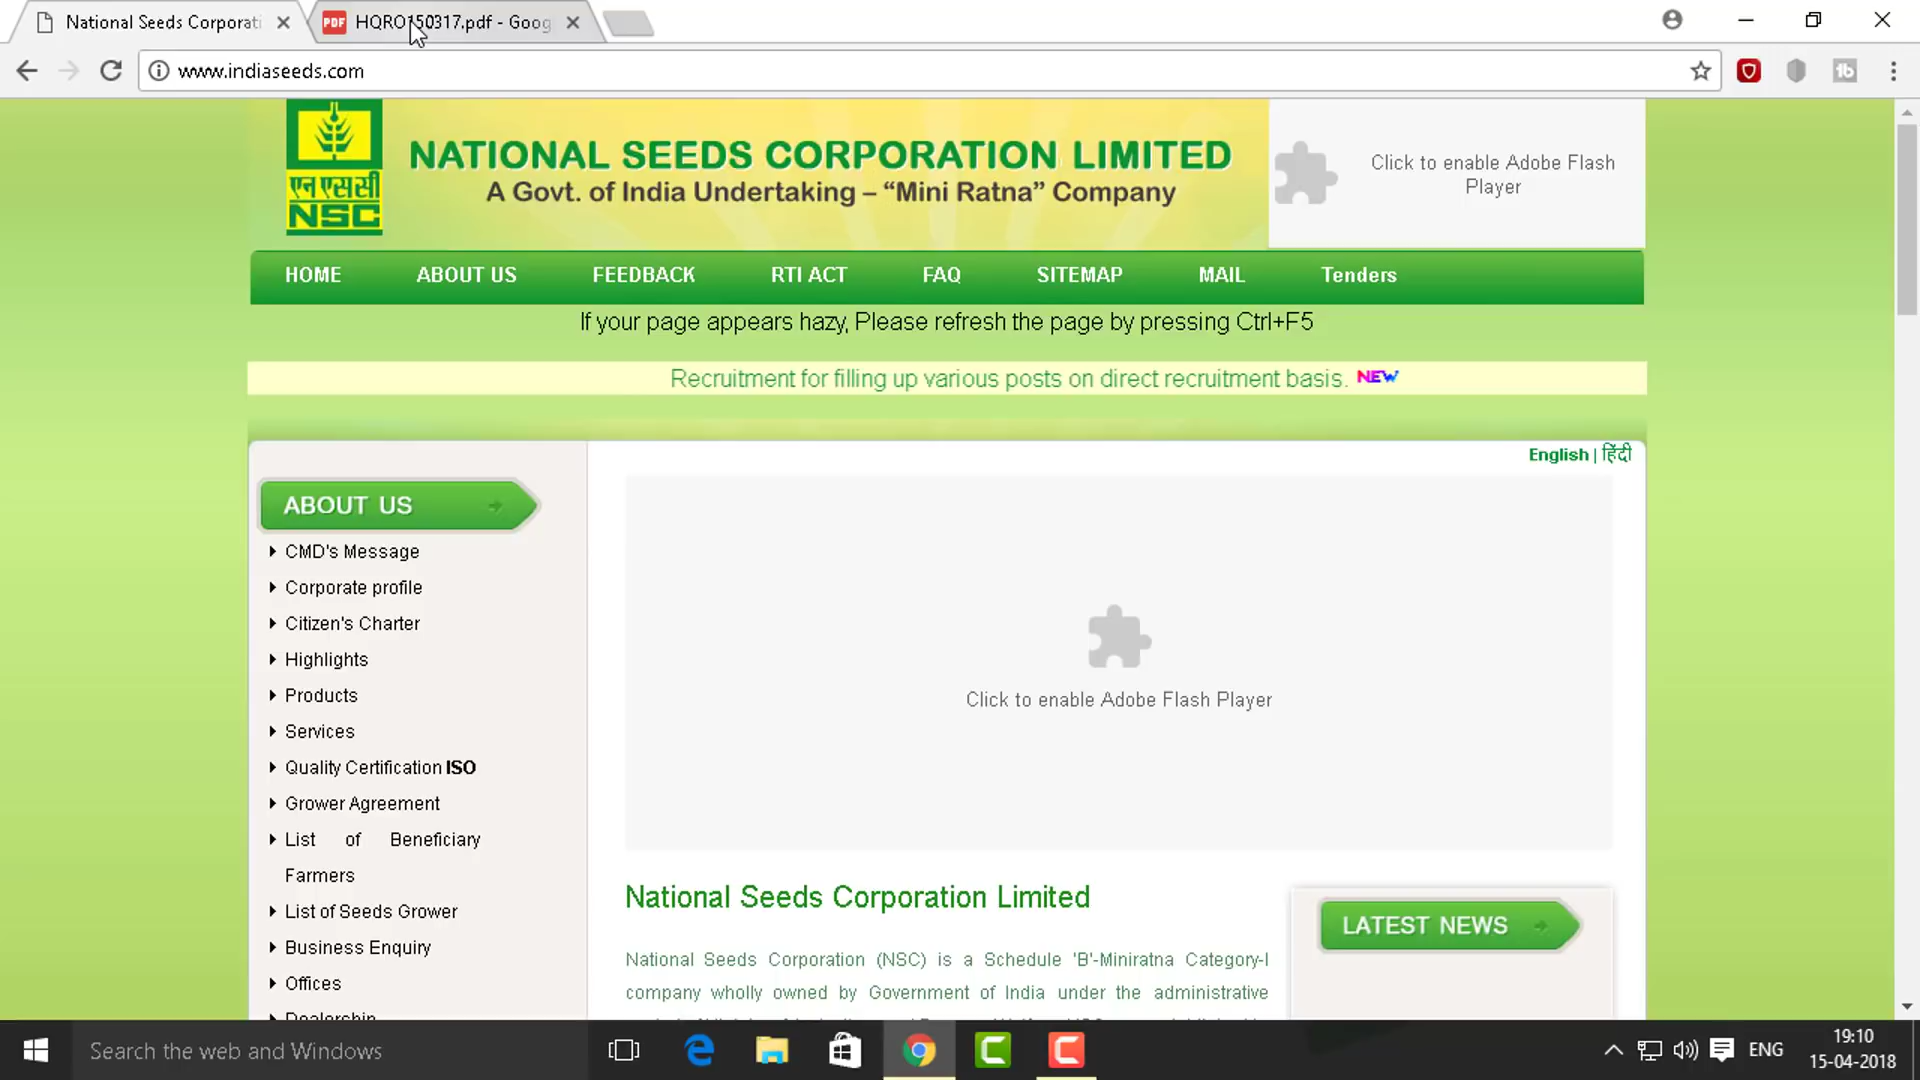 National Seeds Corporati
HQRO150317.pdf - Goog
www.indiaseeds.com
एन एस सी
NSC
NATIONAL SEEDS CORPORATION LIMITED
A Govt. of India Undertaking – “Mini Ratna” Company
Click to enable Adobe Flash
Player
HOME ABOUT US FEEDBACK RTI ACT FAQ SITEMAP MAIL Tenders
If your page appears hazy, Please refresh the page by pressing Ctrl+F5
Recruitment for filling up various posts on direct recruitment basis. NEW
English | हिंदी
ABOUT US
CMD's Message
Corporate profile
Citizen's Charter
Highlights
Products
Services
Quality Certification ISO
Grower Agreement
List of Beneficiary
Farmers
List of Seeds Grower
Business Enquiry
Offices
Dealership
Click to enable Adobe Flash Player
National Seeds Corporation Limited
National Seeds Corporation (NSC) is a Schedule 'B'-Miniratna Category-I
company wholly owned by Government of India under the administrative
LATEST NEWS
Search the web and Windows
ENG
19:10
15-04-2018